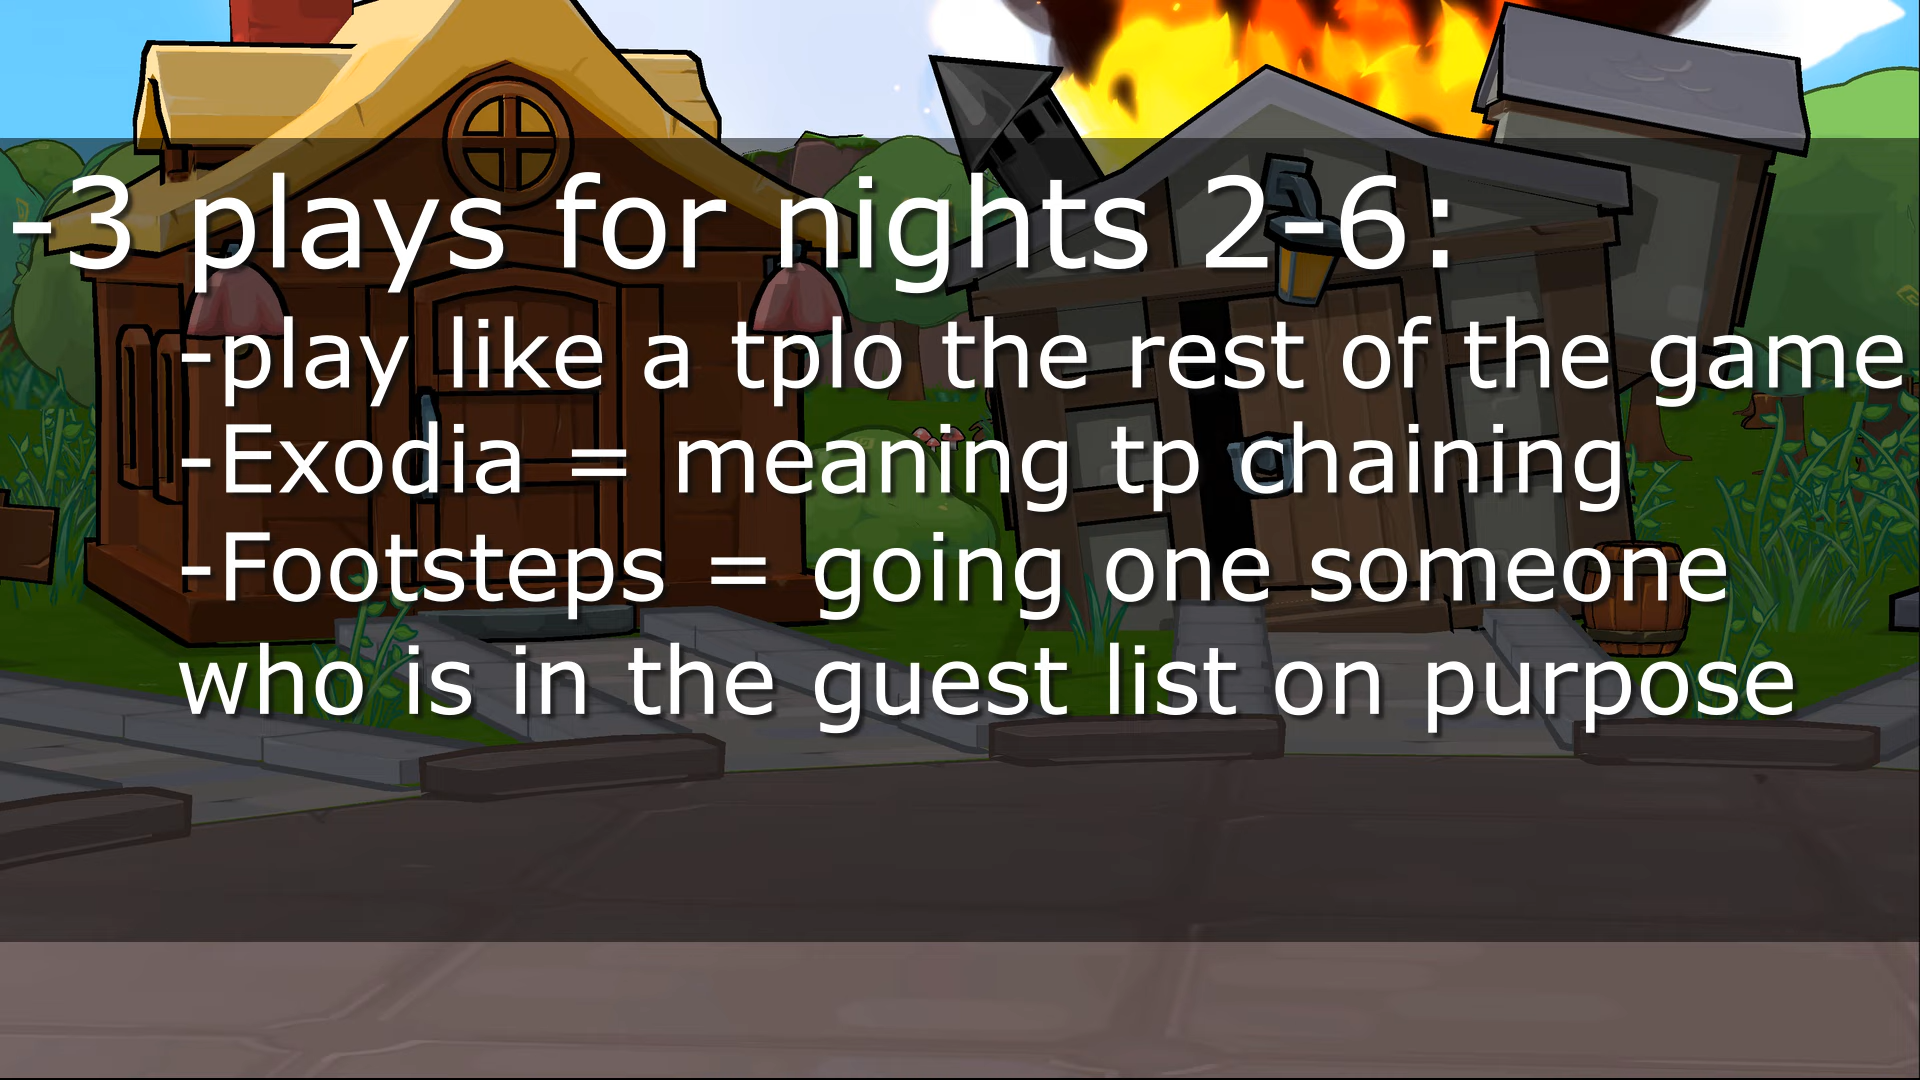 -3 plays for nights 2-6:
-play like a tplo the rest of the game
-Exodia = meaning tp chaining
-Footsteps = going one someone
who is in the guest list on purpose